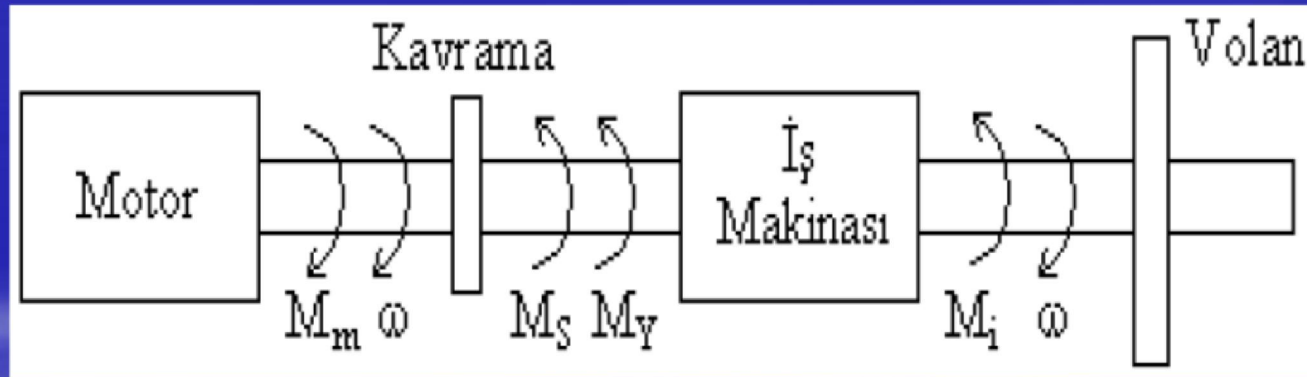 Kavrama
Volan
Motor
İş
Makinası
Mm ω
MS MY
Mi ω